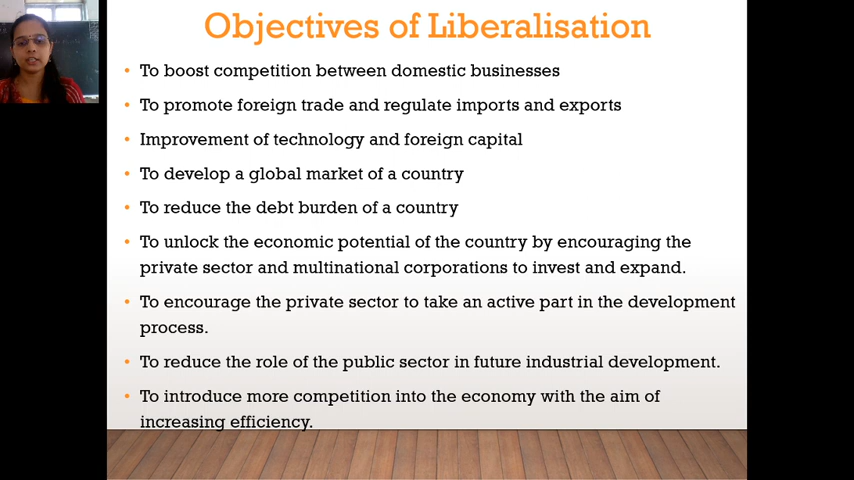 Objectives of Liberalisation
• To boost competition between domestic businesses
• To promote foreign trade and regulate imports and exports
• Improvement of technology and foreign capital
• To develop a global market of a country
• To reduce the debt burden of a country
• To unlock the economic potential of the country by encouraging the
private sector and multinational corporations to invest and expand.
• To encourage the private sector to take an active part in the development
process.
• To reduce the role of the public sector in future industrial development.
• To introduce more competition into the economy with the aim of
increasing efficiency.